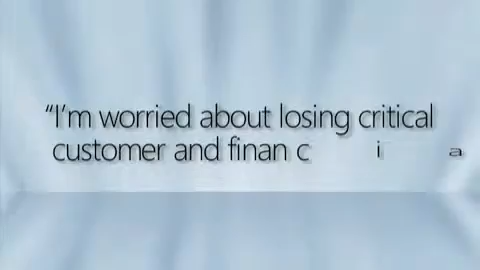 “I’m worried about losing critical
customer and finan c i a